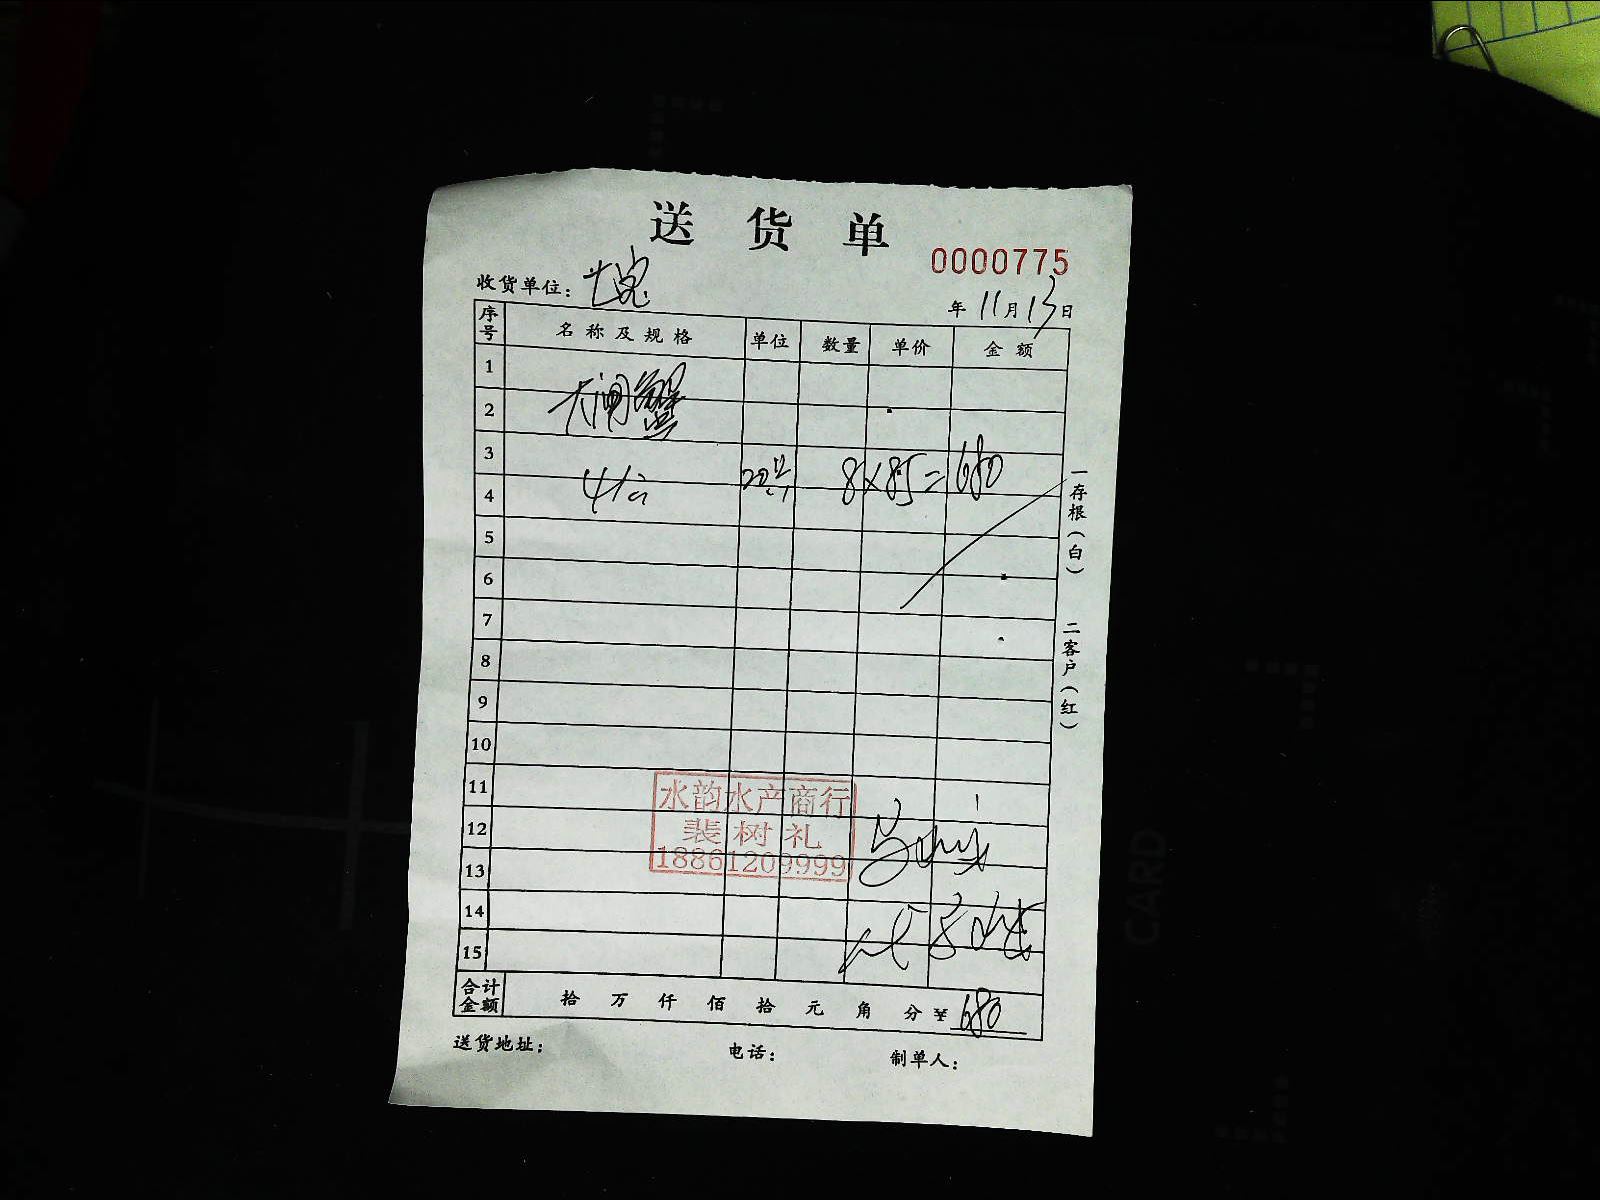 送货单
0000775
收货单位：
年 11月13日
序号 名称及规格 单位 数量 单价 金额
1
2 大闸蟹
3
4 4两 8×85=680
5
6
7
8
9
10
11
12
13
14
15
水韵水产商行
裴树礼
18861209999
合计金额 拾 万 仟 佰 拾 元 角 分 ¥ 680
送货地址： 电话： 制单人：
一存根（白）
二客户（红）